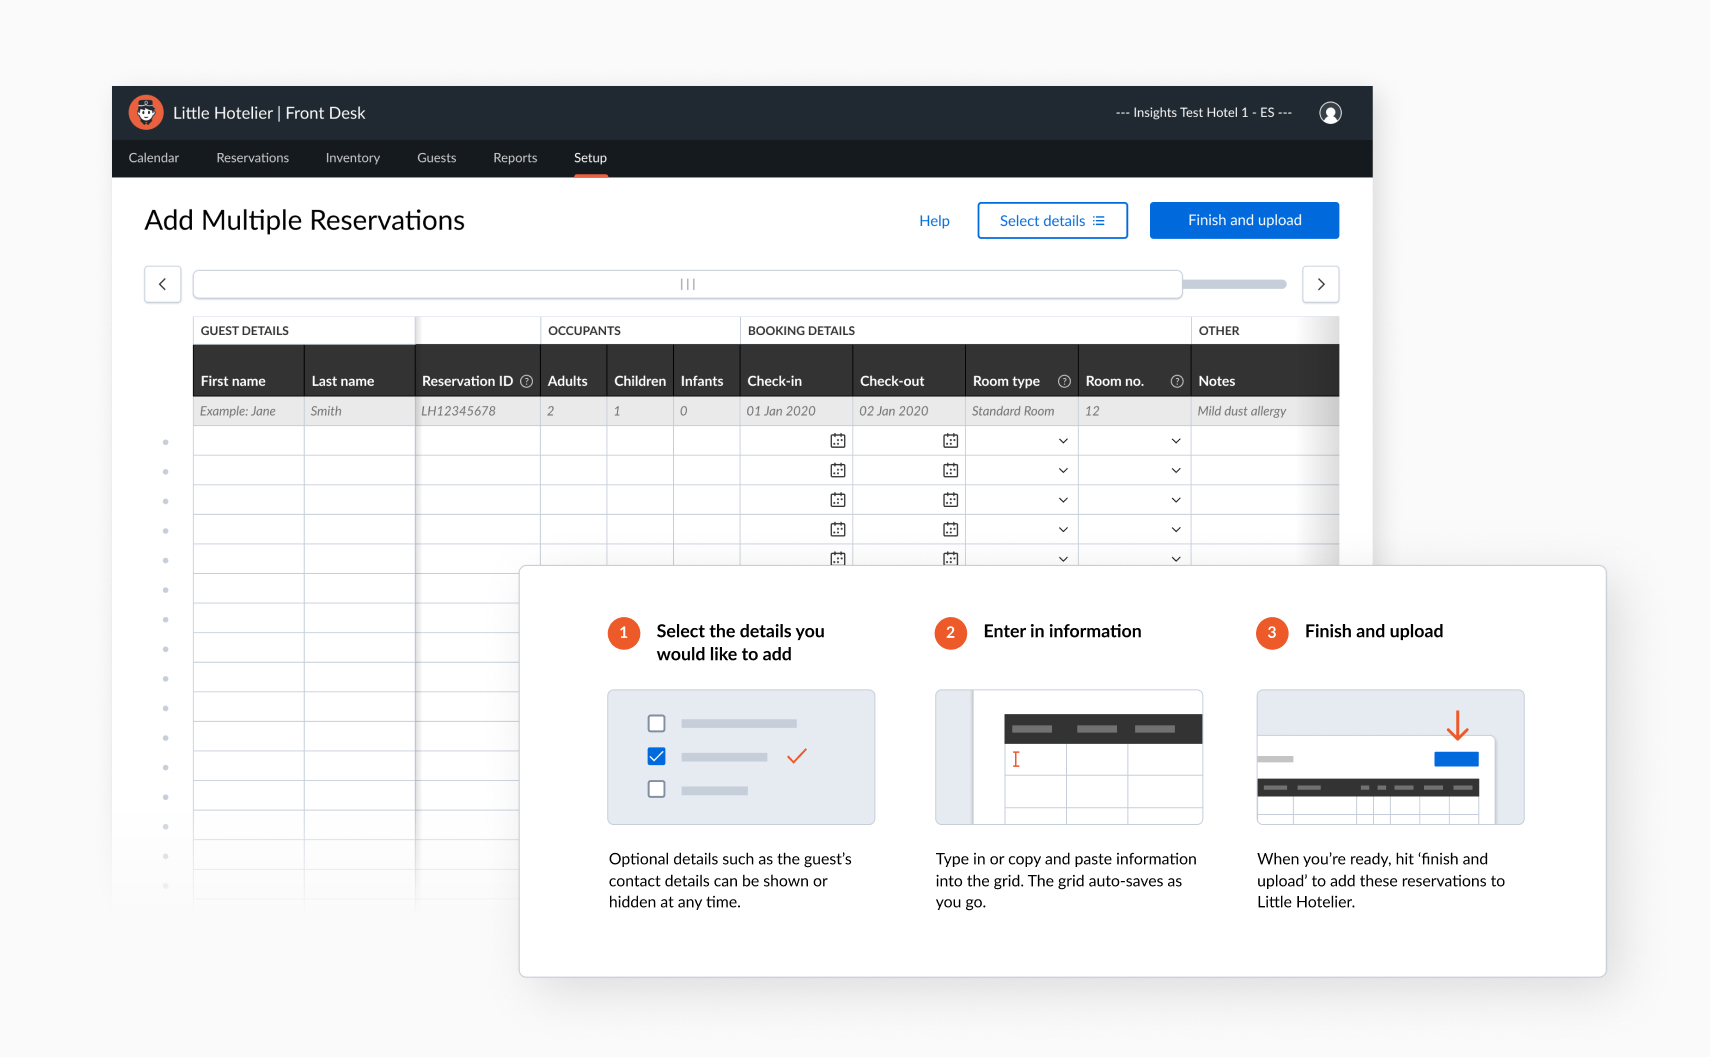 Little Hotelier | Front Desk
--- Insights Test Hotel 1 - ES ---
Calendar Reservations Inventory Guests Reports Setup
Add Multiple Reservations
Help Select details Finish and upload
GUEST DETAILS OCCUPANTS BOOKING DETAILS OTHER
First name Last name Reservation ID ? Adults Children Infants Check-in Check-out Room type ? Room no. ? Notes
Example: Jane Smith LH12345678 2 1 0 01 Jan 2020 02 Jan 2020 Standard Room 12 Mild dust allergy
1 Select the details you
would like to add
Optional details such as the guest’s
contact details can be shown or
hidden at any time.
2 Enter in information
Type in or copy and paste information
into the grid. The grid auto-saves as
you go.
3 Finish and upload
When you’re ready, hit ‘finish and
upload’ to add these reservations to
Little Hotelier.